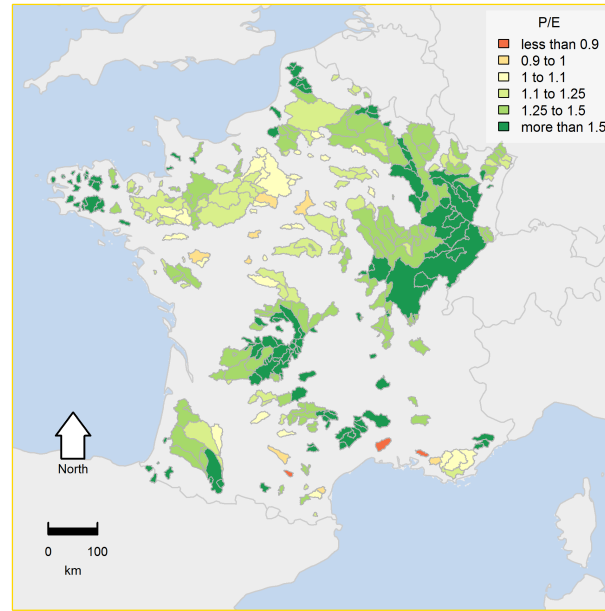 P/E
less than 0.9
0.9 to 1
1 to 1.1
1.1 to 1.25
1.25 to 1.5
more than 1.5
North
0 100
km